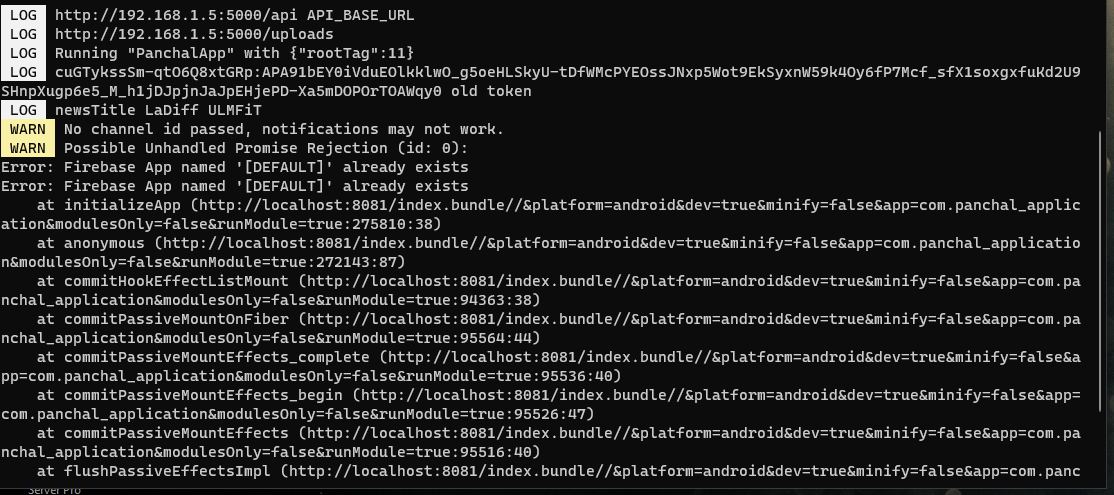 LOG http://192.168.1.5:5000/api API_BASE_URL
LOG http://192.168.1.5:5000/uploads
LOG Running "PanchalApp" with {"rootTag":11}
LOG cuGTykssSm-qtO6Q8xtGRp:APA91bEY0iVduEOlkklwO_g5oeHLSkyU-tDfWMcPYEOssJNxp5Wot9EkSyxnW59k4Oy6fP7Mcf_sfX1soxgxfuKd2U9
SHnpXugp6e5_M_h1jDJpjnJaJpEHjePD-Xa5mDOPOrTOAWqy0 old token
LOG newsTitle LaDiff ULMFiT
WARN No channel id passed, notifications may not work.
WARN Possible Unhandled Promise Rejection (id: 0):
Error: Firebase App named '[DEFAULT]' already exists
Error: Firebase App named '[DEFAULT]' already exists
at initializeApp (http://localhost:8081/index.bundle//&platform=android&dev=true&minify=false&app=com.panchal_applic
ation&modulesOnly=false&runModule=true:275810:38)
at anonymous (http://localhost:8081/index.bundle//&platform=android&dev=true&minify=false&app=com.panchal_applicatio
n&modulesOnly=false&runModule=true:272143:87)
at commitHookEffectListMount (http://localhost:8081/index.bundle//&platform=android&dev=true&minify=false&app=com.pa
nchal_application&modulesOnly=false&runModule=true:94363:38)
at commitPassiveMountOnFiber (http://localhost:8081/index.bundle//&platform=android&dev=true&minify=false&app=com.pa
nchal_application&modulesOnly=false&runModule=true:95564:44)
at commitPassiveMountEffects_complete (http://localhost:8081/index.bundle//&platform=android&dev=true&minify=false&a
pp=com.panchal_application&modulesOnly=false&runModule=true:95536:40)
at commitPassiveMountEffects_begin (http://localhost:8081/index.bundle//&platform=android&dev=true&minify=false&app=
com.panchal_application&modulesOnly=false&runModule=true:95526:47)
at commitPassiveMountEffects (http://localhost:8081/index.bundle//&platform=android&dev=true&minify=false&app=com.pa
nchal_application&modulesOnly=false&runModule=true:95516:40)
at flushPassiveEffectsImpl (http://localhost:8081/index.bundle//&platform=android&dev=true&minify=false&app=com.panc
Server Pro